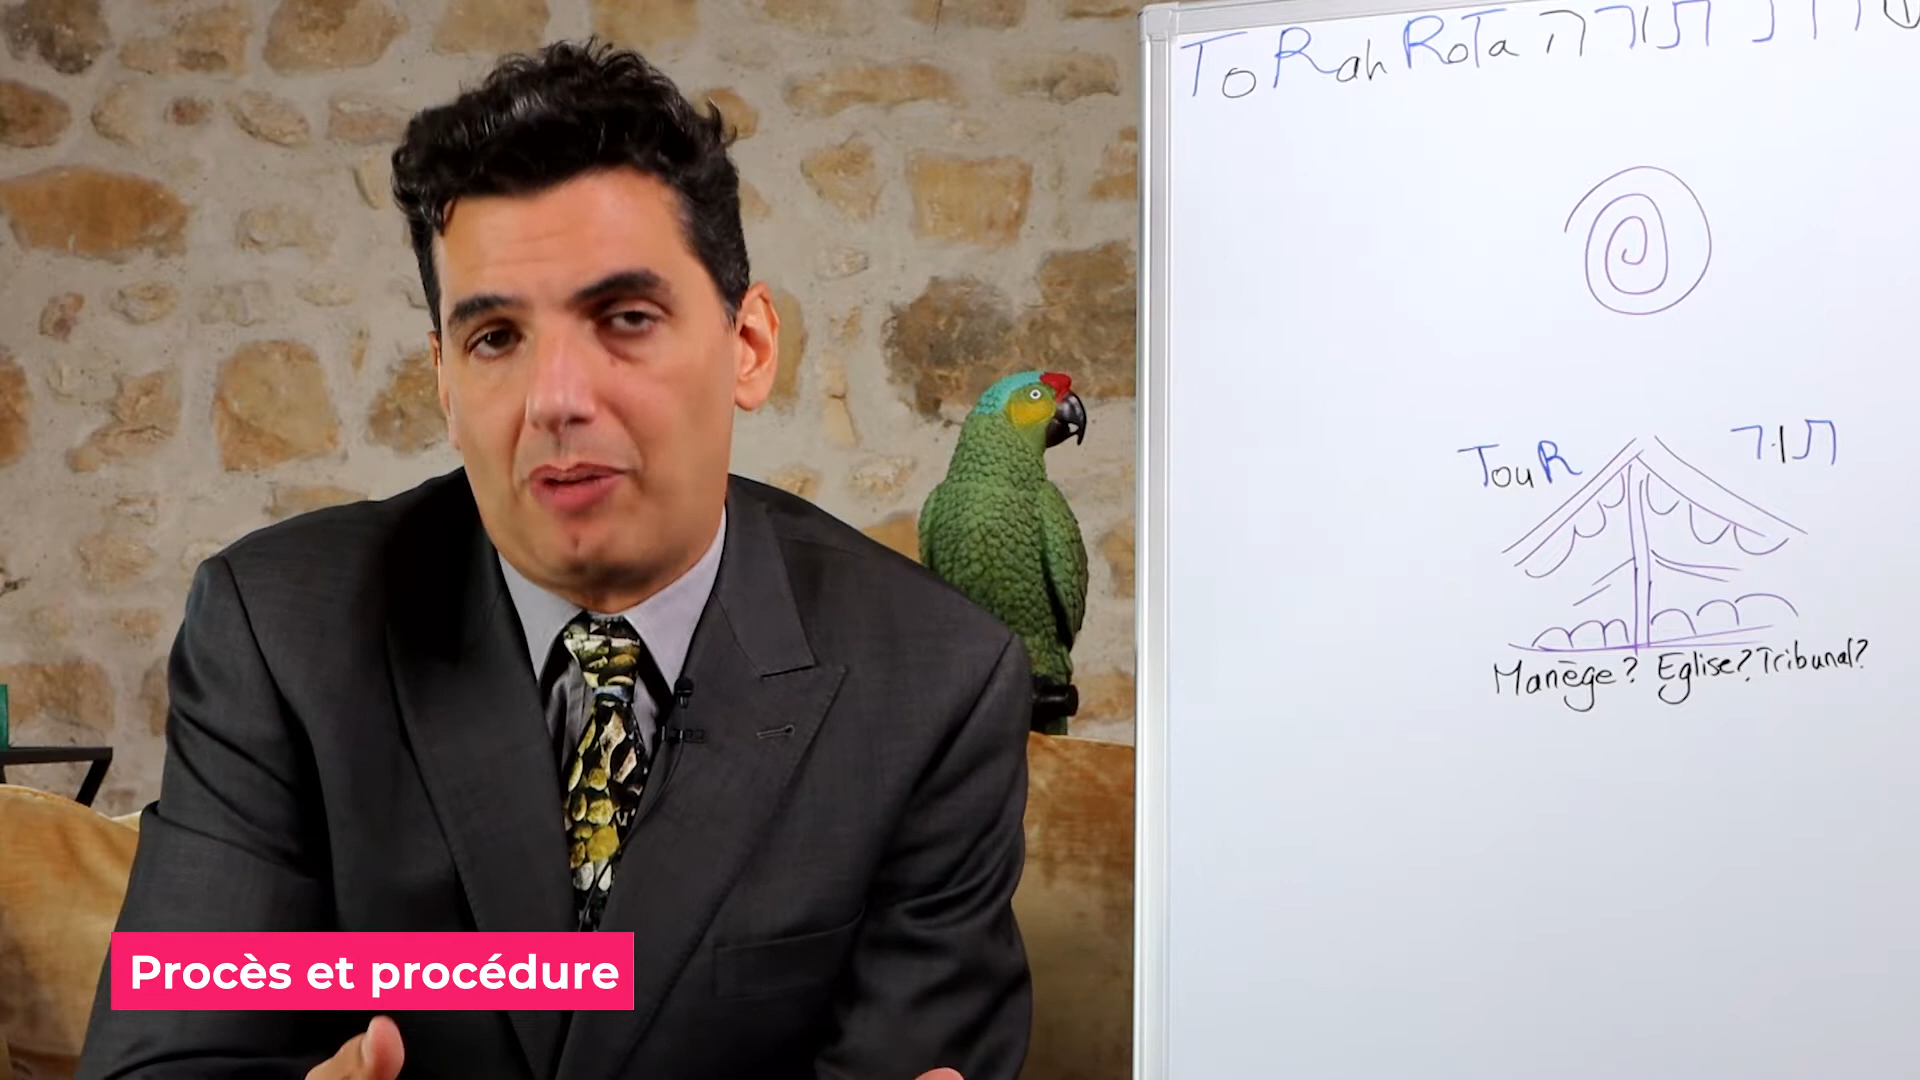 ToRah RoTa תורה
TouR
תור
Manège? Eglise? Tribunal?
Procès et procédure